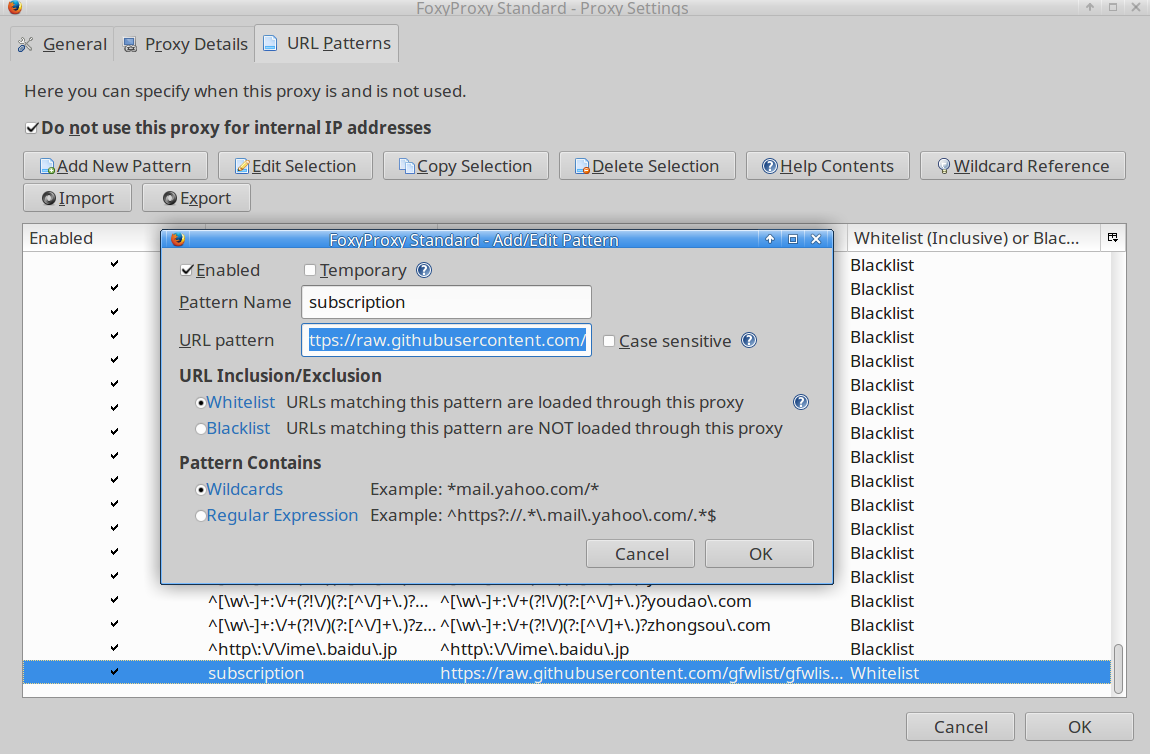 FoxyProxy Standard - Proxy Settings
General Proxy Details URL Patterns
Here you can specify when this proxy is and is not used.
Do not use this proxy for internal IP addresses
Add New Pattern Edit Selection Copy Selection Delete Selection Help Contents Wildcard Reference
Import Export
Enabled Whitelist (Inclusive) or Blac...
FoxyProxy Standard - Add/Edit Pattern
Enabled Temporary
Pattern Name subscription
URL pattern ttps://raw.githubusercontent.com/ Case sensitive
URL Inclusion/Exclusion
Whitelist URLs matching this pattern are loaded through this proxy
Blacklist URLs matching this pattern are NOT loaded through this proxy
Pattern Contains
Wildcards Example: *mail.yahoo.com/*
Regular Expression Example: ^https?://.*\.mail\.yahoo\.com/.*$
Cancel OK
Blacklist
Blacklist
Blacklist
Blacklist
Blacklist
Blacklist
Blacklist
Blacklist
Blacklist
Blacklist
Blacklist
Blacklist
Blacklist
Blacklist
^[\w\-]+:\/+(?!\/)(?:[^\/]+\.)?... ^[\w\-]+:\/+(?!\/)(?:[^\/]+\.)?youdao\.com Blacklist
^[\w\-]+:\/+(?!\/)(?:[^\/]+\.)?z... ^[\w\-]+:\/+(?!\/)(?:[^\/]+\.)?zhongsou\.com Blacklist
^http\:\/\/ime\.baidu\.jp ^http\:\/\/ime\.baidu\.jp Blacklist
subscription https://raw.githubusercontent.com/gfwlist/gfwlis... Whitelist
Cancel OK